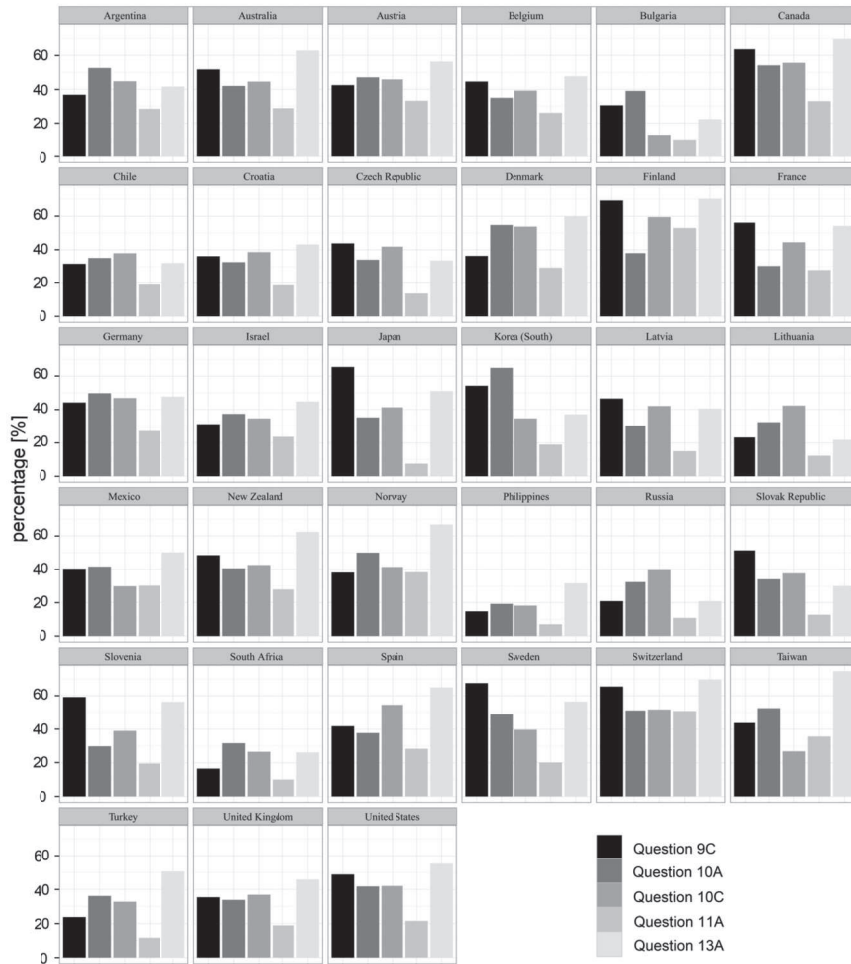 Argentina Australia Austria Belgium Bulgaria Canada
60
40
20
0
Chile Croatia Czech Republic Denmark Finland France
60
40
20
0
Germany Israel Japan Korea (South) Latvia Lithuania
60
40
20
0
percentage [%]
Mexico New Zealand Norway Philippines Russia Slovak Republic
60
40
20
0
Slovenia South Africa Spain Sweden Switzerland Taiwan
60
40
20
0
Turkey United Kingdom United States
60
40
20
0
Question 9C
Question 10A
Question 10C
Question 11A
Question 13A